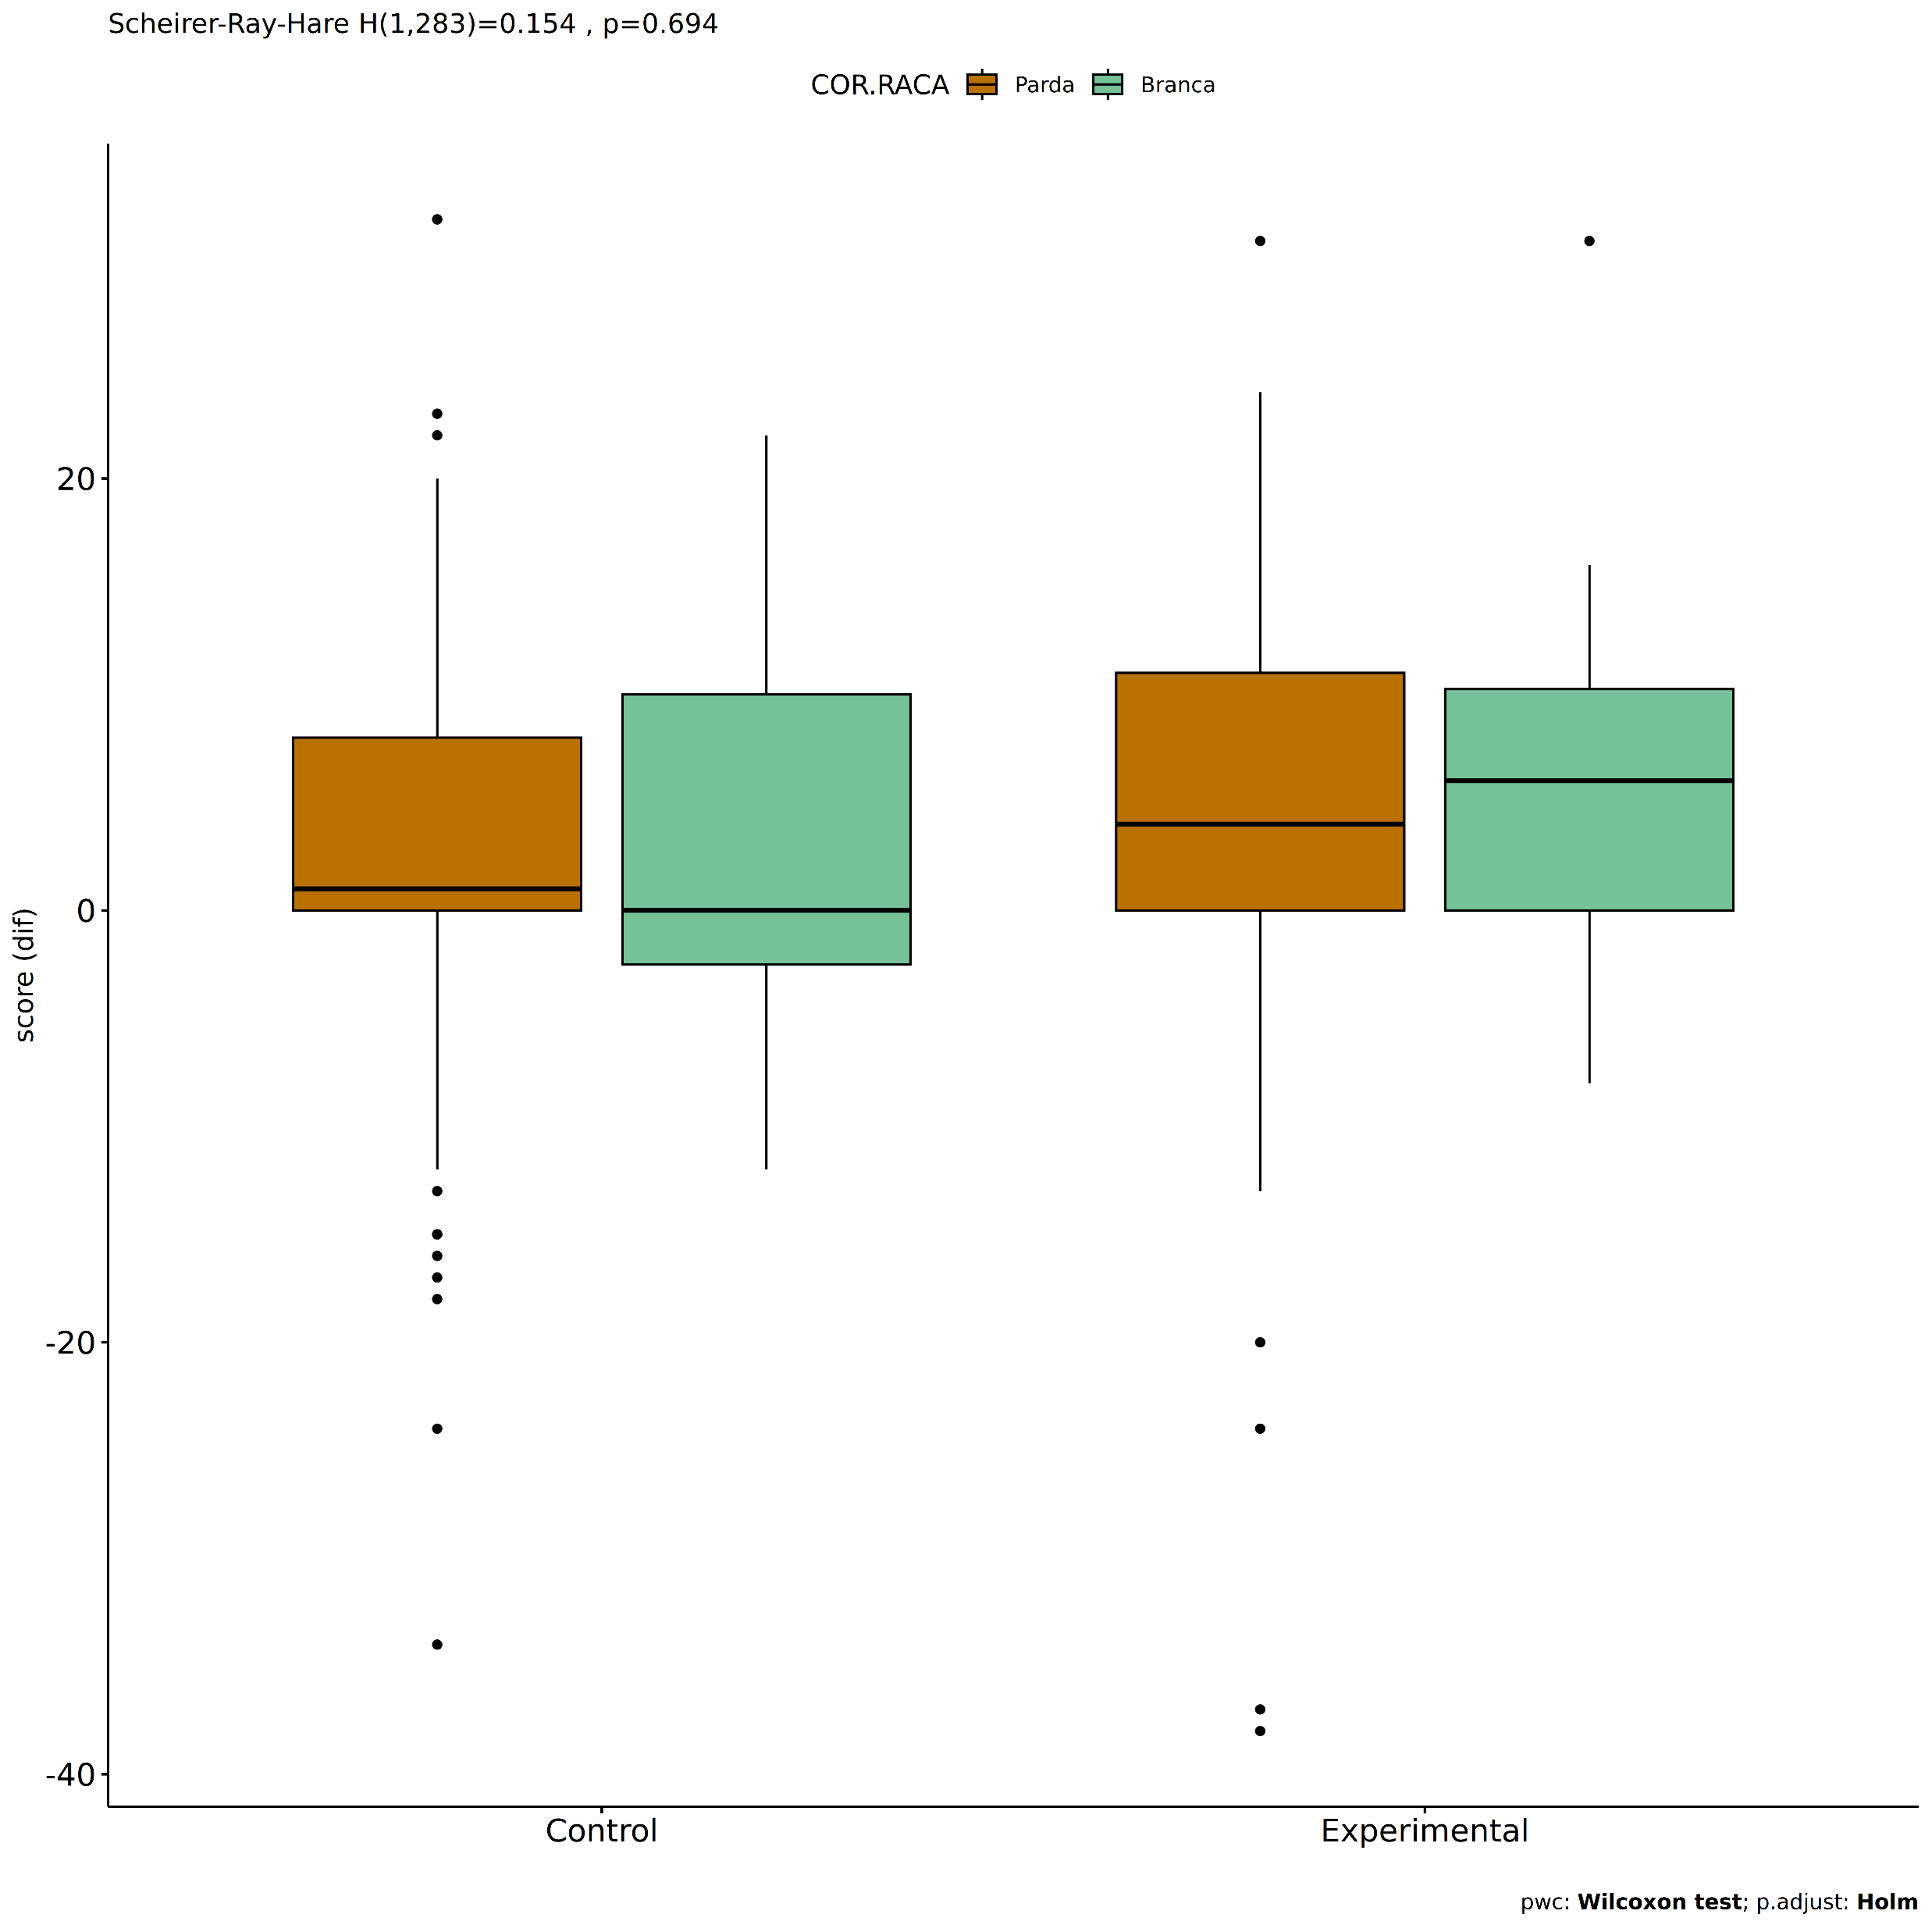 Scheirer-Ray-Hare H(1,283)=0.154 , p=0.694
COR.RACA Parda Branca
score (dif)
20
0
-20
-40
Control Experimental
pwc: Wilcoxon test; p.adjust: Holm